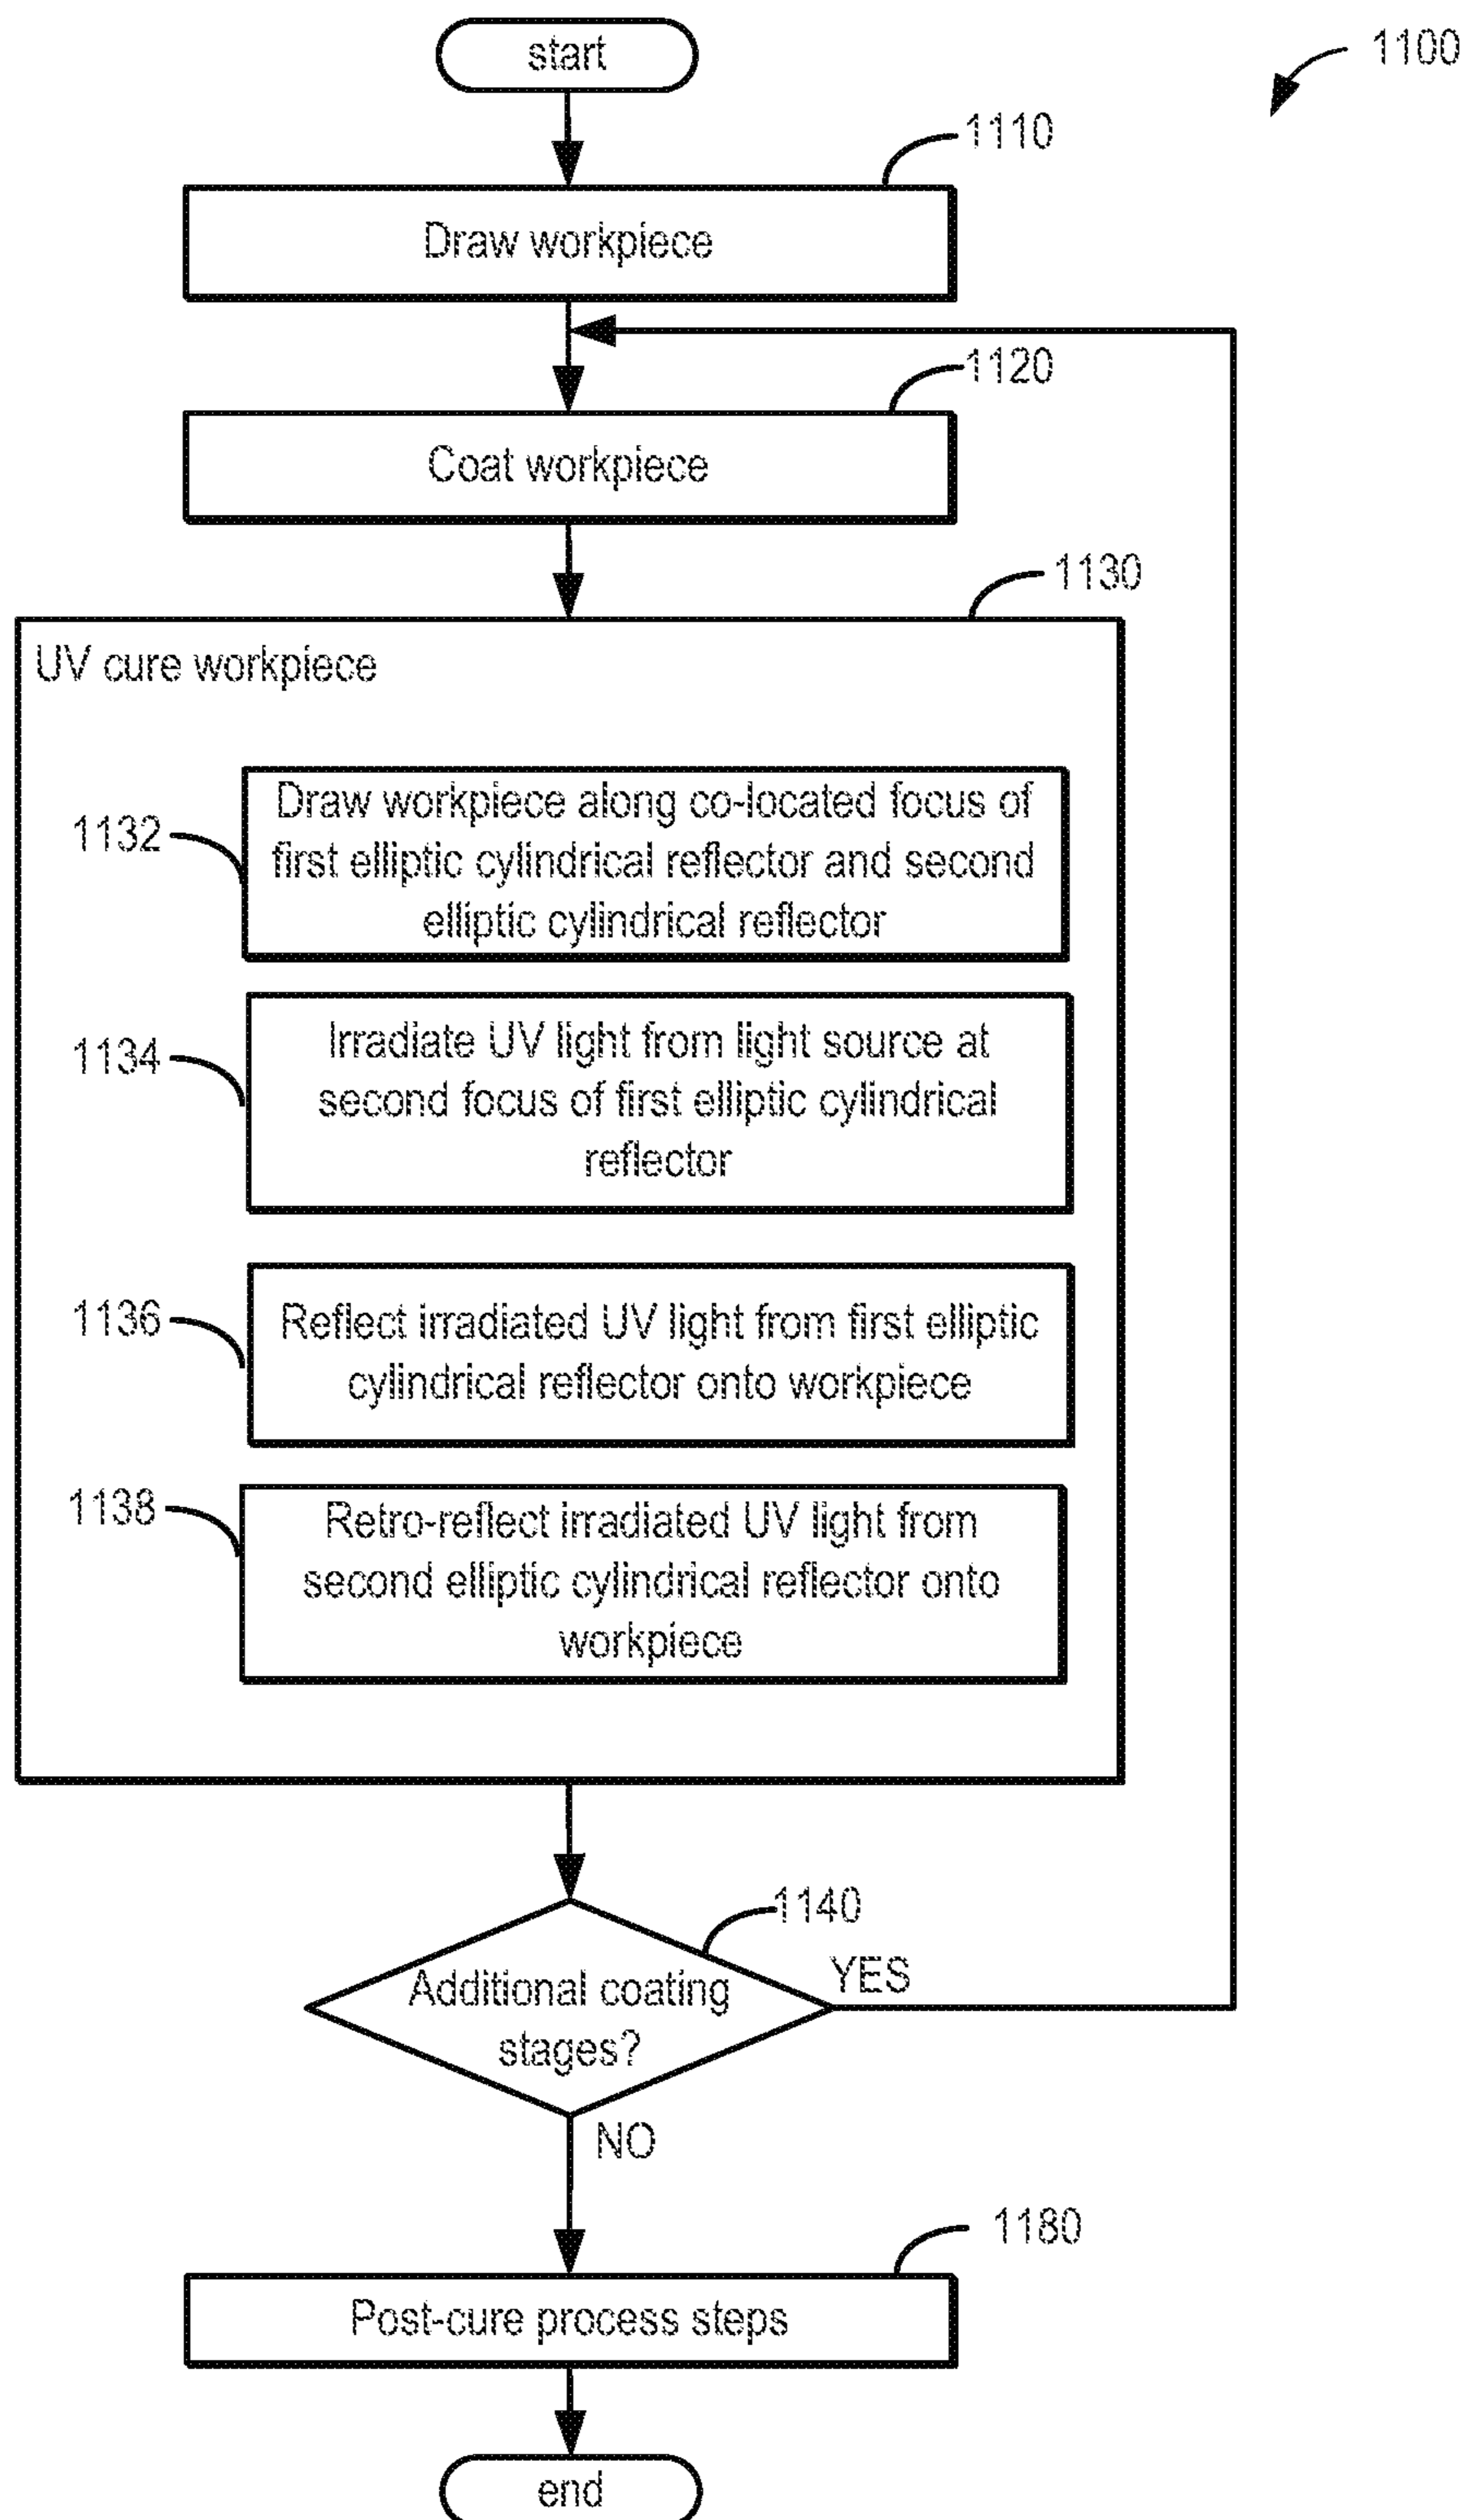 start
1100
1110
Draw workpiece
1120
Coat workpiece
1130
UV cure workpiece
1132
Draw workpiece along co-located focus of
first elliptic cylindrical reflector and second
elliptic cylindrical reflector
1134
Irradiate UV light from light source at
second focus of first elliptic cylindrical
reflector
1136
Reflect irradiated UV light from first elliptic
cylindrical reflector onto workpiece
1138
Retro-reflect irradiated UV light from
second elliptic cylindrical reflector onto
workpiece
1140
Additional coating
stages?
YES
NO
1180
Post-cure process steps
end